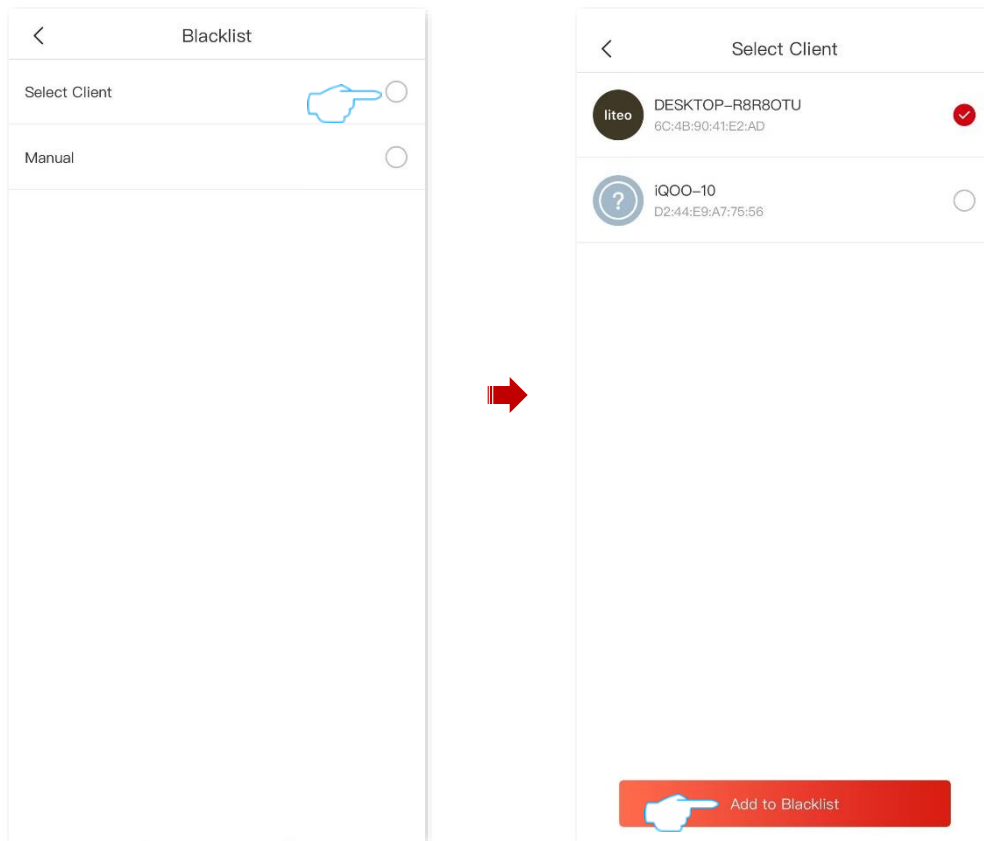 Blacklist
Select Client
Manual
Select Client
liteo
DESKTOP-R8R8OTU
6C:4B:90:41:E2:AD
?
iQOO-10
D2:44:E9:A7:75:56
Add to Blacklist